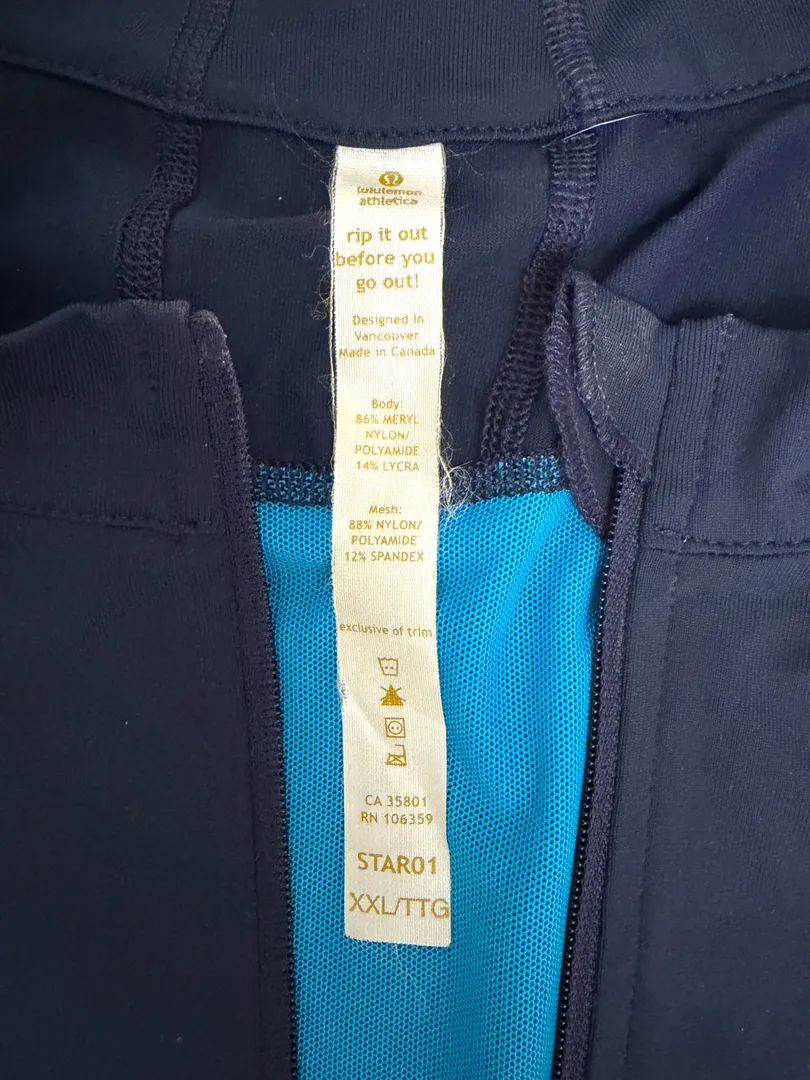 lululemon
athletica
rip it out
before you
go out!
Designed in
Vancouver
Made in Canada
Body:
86% MERYL
NYLON/
POLYAMIDE
14% LYCRA
Mesh:
88% NYLON/
POLYAMIDE
12% SPANDEX
exclusive of trim
CA 35801
RN 106359
STAR01
XXL/TTG